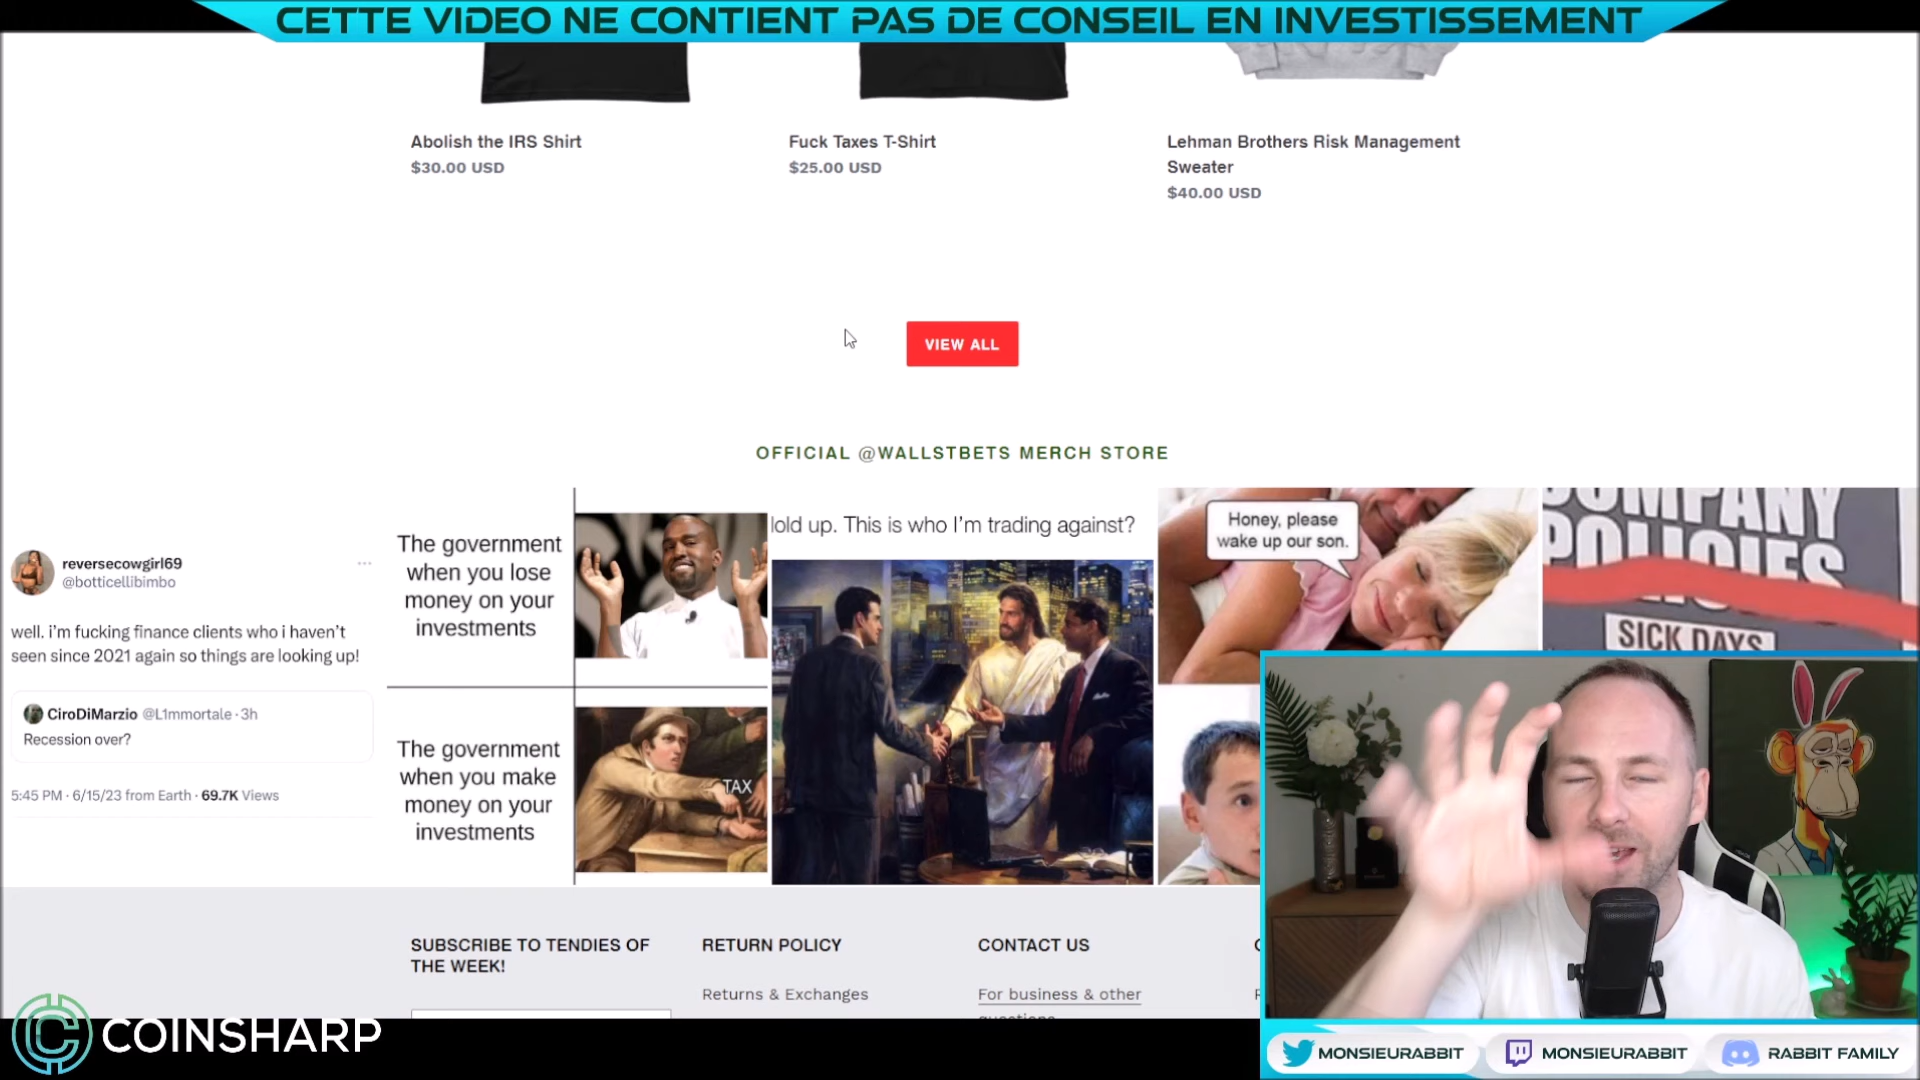 CETTE VIDEO NE CONTIENT PAS DE CONSEIL EN INVESTISSEMENT
Abolish the IRS Shirt
$30.00 USD
Fuck Taxes T-Shirt
$25.00 USD
Lehman Brothers Risk Management
Sweater
$40.00 USD
VIEW ALL
OFFICIAL @WALLSTBETS MERCH STORE
reversecowgirl69
@botticellibimbo
well. i'm fucking finance clients who i haven't
seen since 2021 again so things are looking up!
CiroDiMarzio @L1mmortale · 3h
Recession over?
5:45 PM · 6/15/23 from Earth · 69.7K Views
The government
when you lose
money on your
investments
The government
when you make
money on your
investments
TAX
old up. This is who I'm trading against?
Honey, please
wake up our son.
COMPANY
POLICIES
SICK DAYS
SUBSCRIBE TO TENDIES OF
THE WEEK!
RETURN POLICY
Returns & Exchanges
CONTACT US
For business & other
questions
COINSHARP
MONSIEURABBIT
MONSIEURABBIT
RABBIT FAMILY